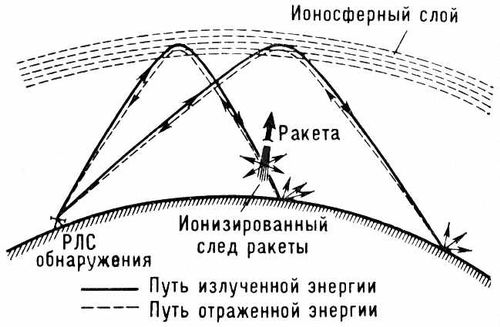 Ионосферный слой
Ракета
Ионизированный
след ракеты
РЛС
обнаружения
Путь излученной энергии
Путь отраженной энергии